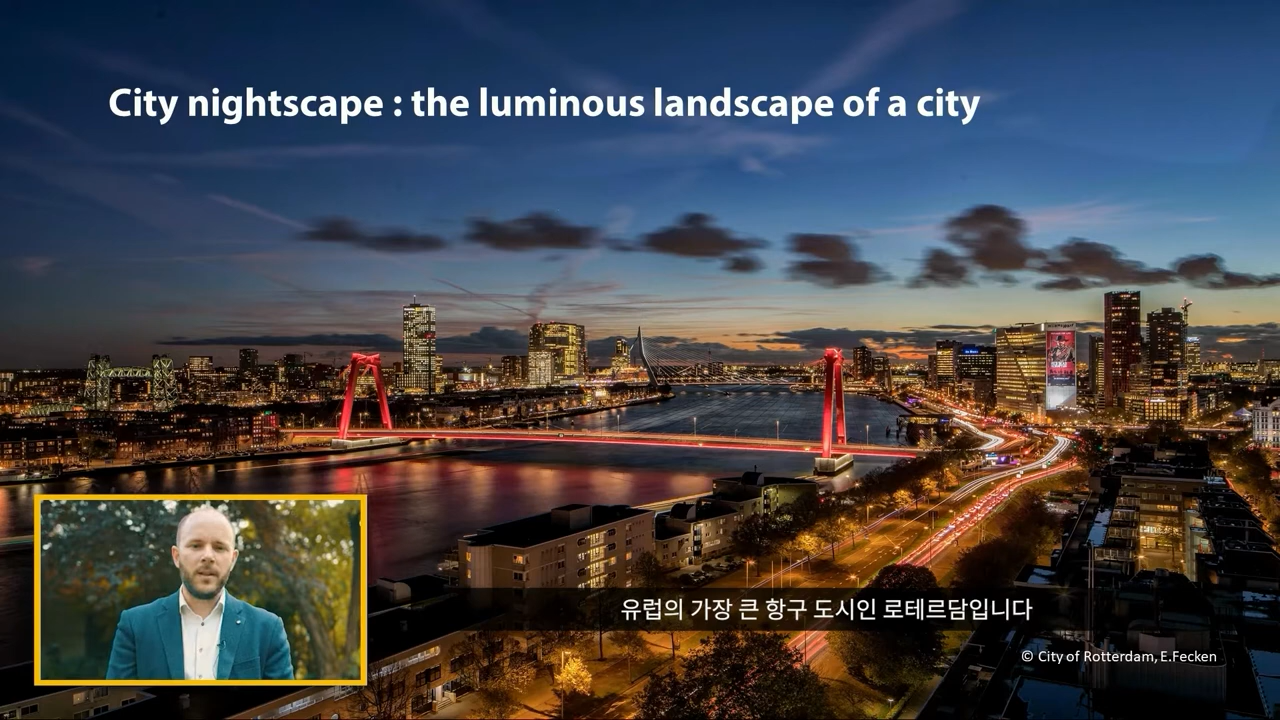 City nightscape : the luminous landscape of a city
유럽의 가장 큰 항구 도시인 로테르담입니다
© City of Rotterdam, E.Fecken